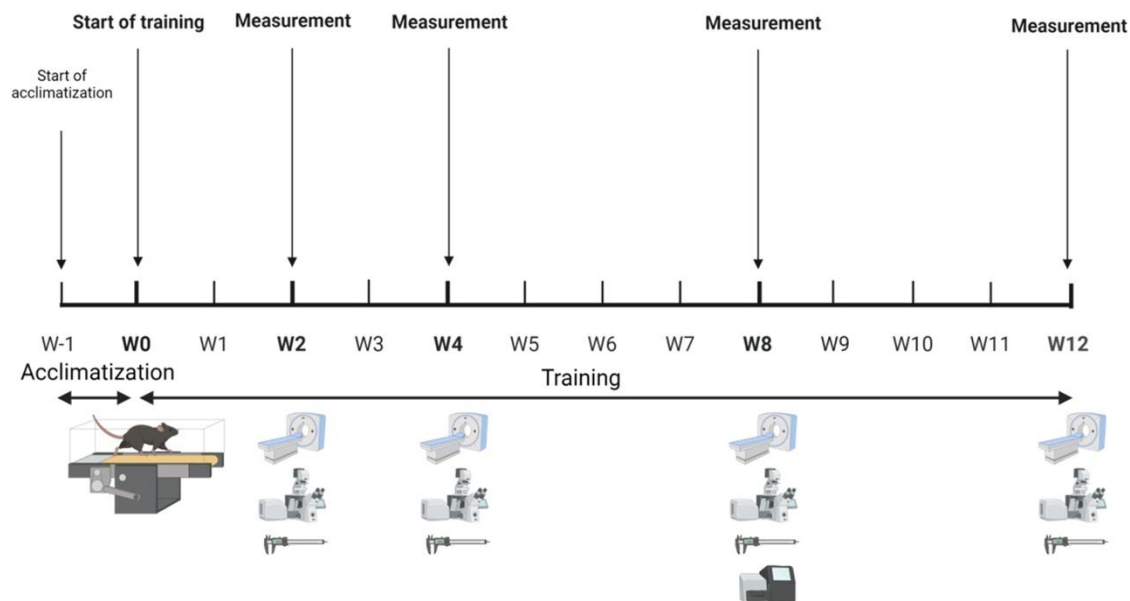 Start of training
Measurement
Measurement
Measurement
Measurement
Start of
acclimatization
W-1
W0
W1
W2
W3
W4
W5
W6
W7
W8
W9
W10
W11
W12
Acclimatization
Training